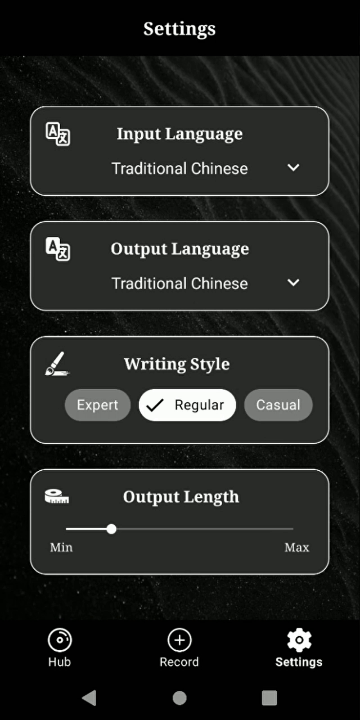 Settings
Input Language
Traditional Chinese
Output Language
Traditional Chinese
Writing Style
Expert
Regular
Casual
Output Length
Min
Max
Hub
Record
Settings